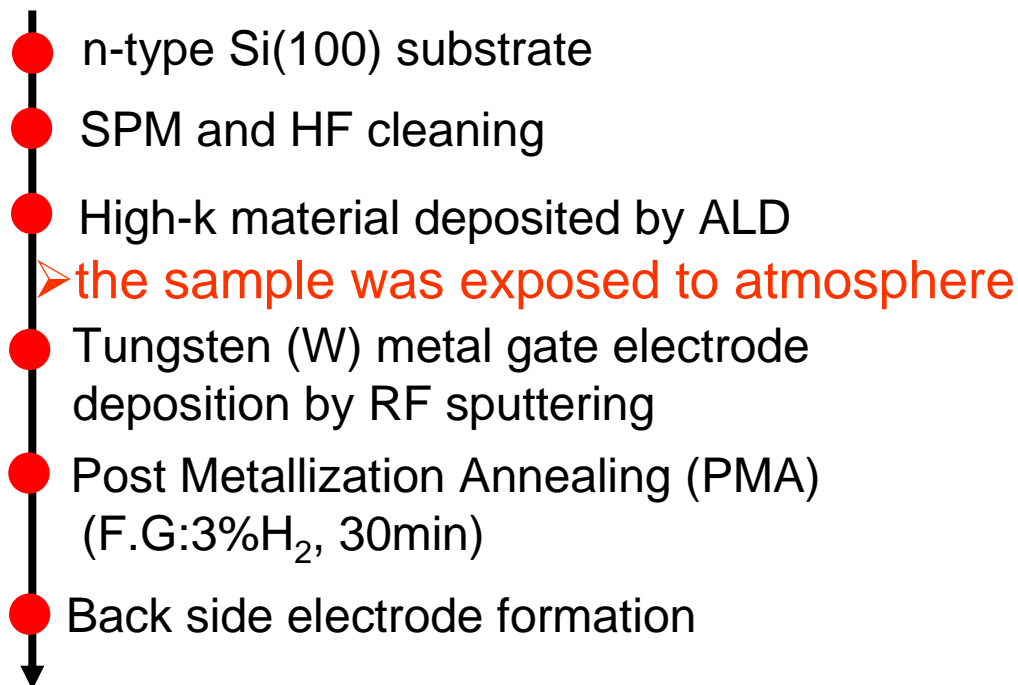 n-type Si(100) substrate
SPM and HF cleaning
High-k material deposited by ALD
➢the sample was exposed to atmosphere
Tungsten (W) metal gate electrode
deposition by RF sputtering
Post Metallization Annealing (PMA)
(F.G:3%H₂, 30min)
Back side electrode formation